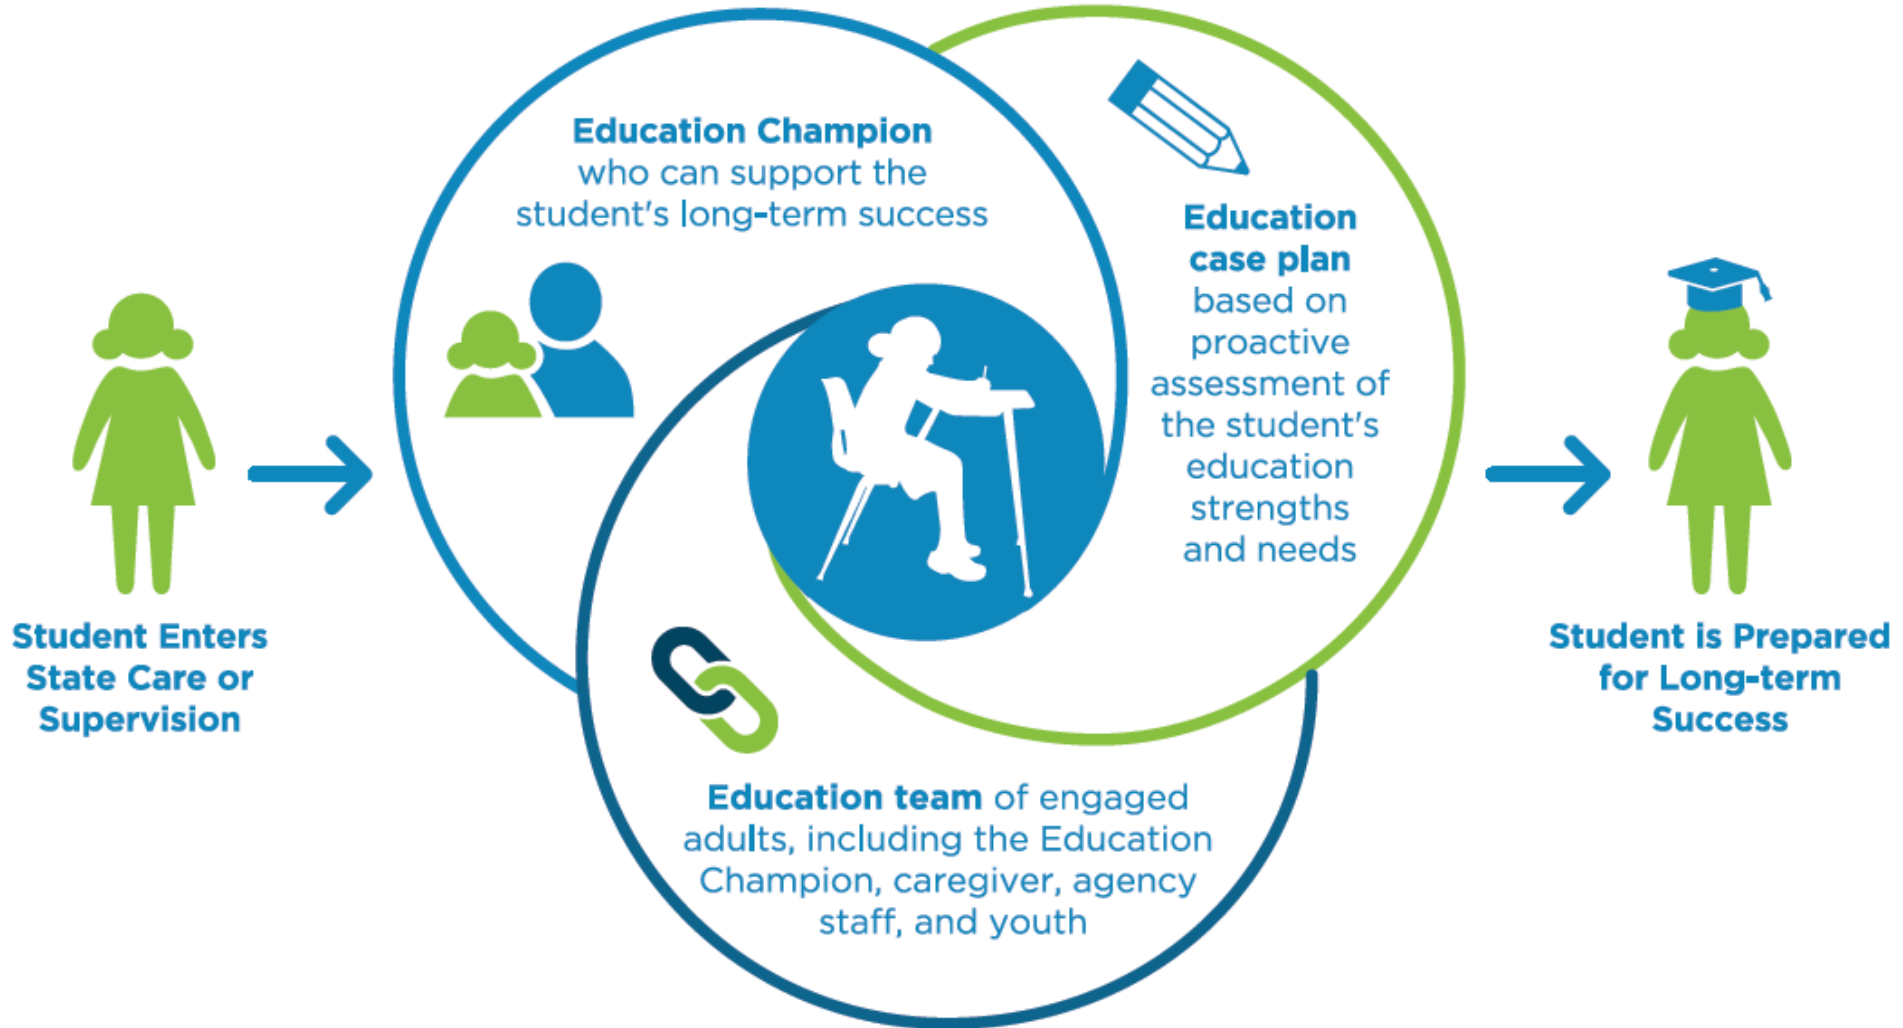 Education Champion
who can support the
student's long-term success
Education
case plan
based on
proactive
assessment of
the student's
education
strengths
and needs
Student Enters
State Care or
Supervision
Education team of engaged
adults, including the Education
Champion, caregiver, agency
staff, and youth
Student is Prepared
for Long-term
Success